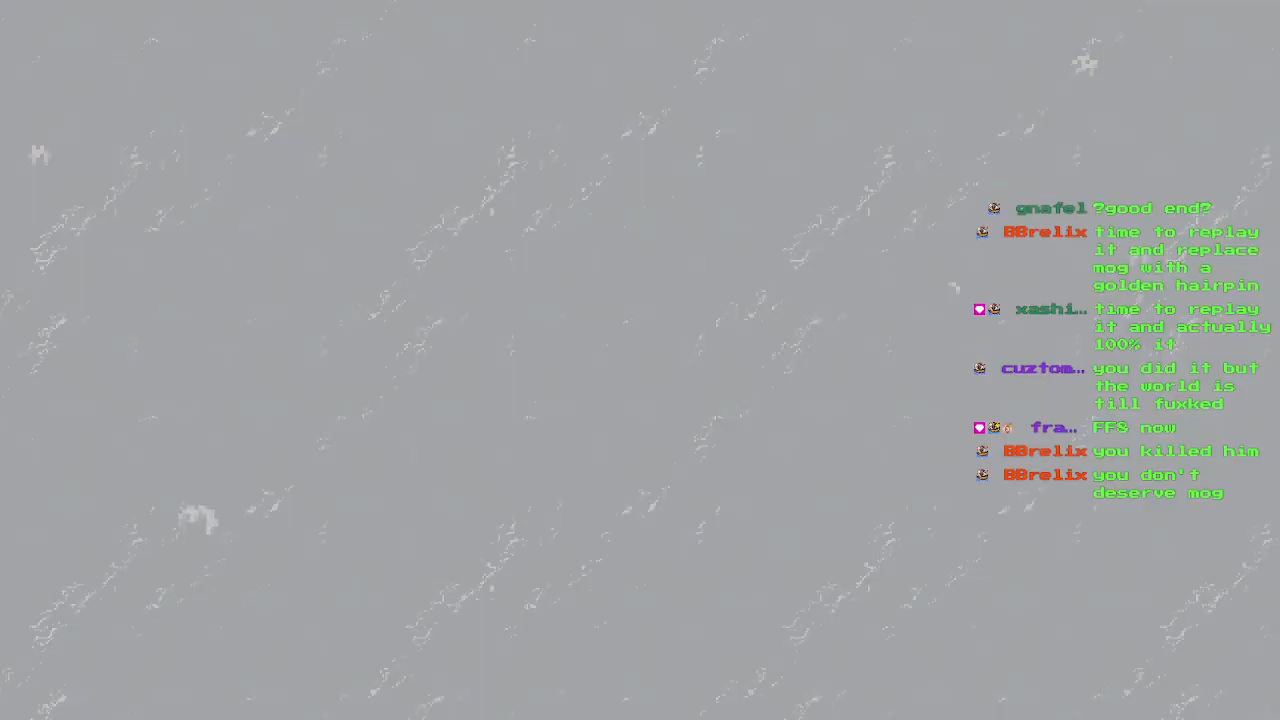 gnafel ?good end?
BBrelix time to replay
it and replace
mog with a
golden hairpin
xashi… time to replay
it and actually
100% it
cuztom… you did it but
the world is
till fuxked
fra… FF8 now
BBrelix you killed him
BBrelix you don't
deserve mog